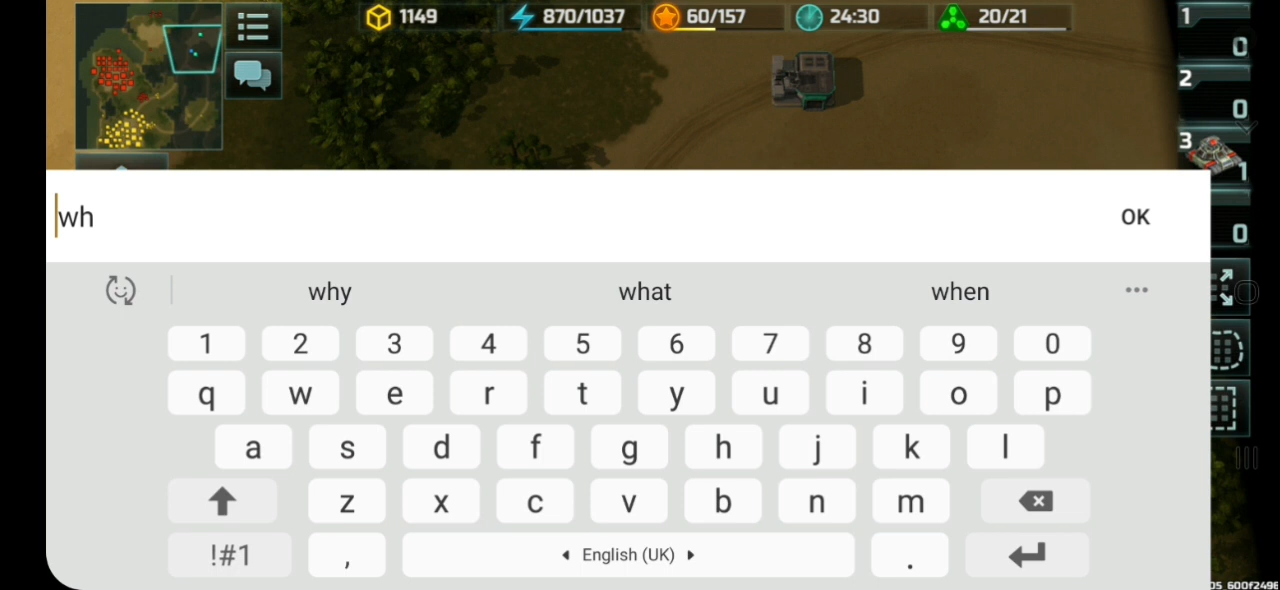 1149 870/1037 60/157 24:30 20/21
1
0
2
0
3
1
0
wh OK
why what when
1 2 3 4 5 6 7 8 9 0
q w e r t y u i o p
a s d f g h j k l
z x c v b n m
!#1 , English (UK) .
05_600f2496